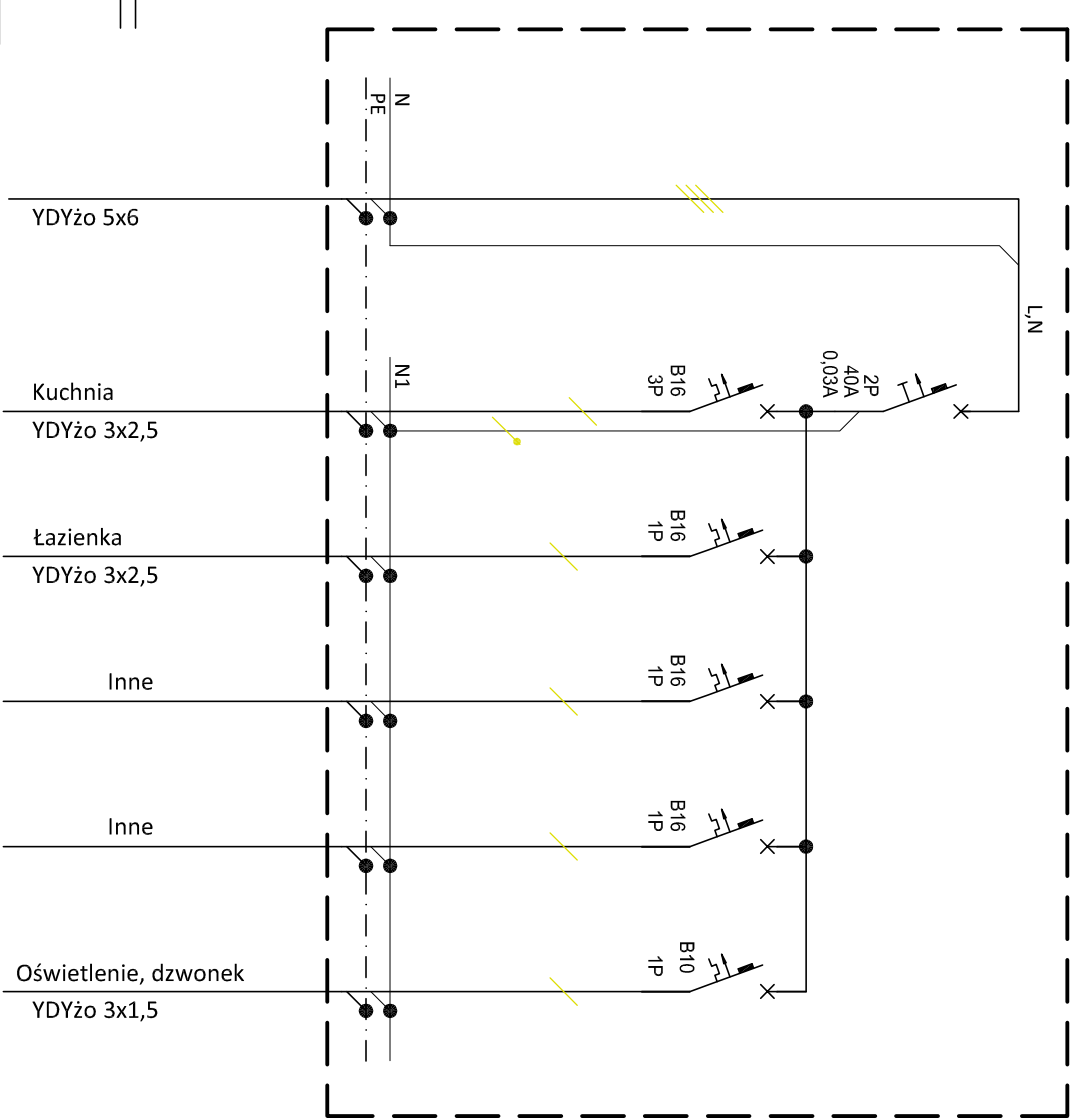 N
PE
YDYżo 5x6
L,N
Kuchnia
YDYżo 3x2,5
N1
B16
3P
2P
40A
0,03A
Łazienka
YDYżo 3x2,5
B16
1P
Inne
B16
1P
Inne
B16
1P
Oświetlenie, dzwonek
YDYżo 3x1,5
B10
1P